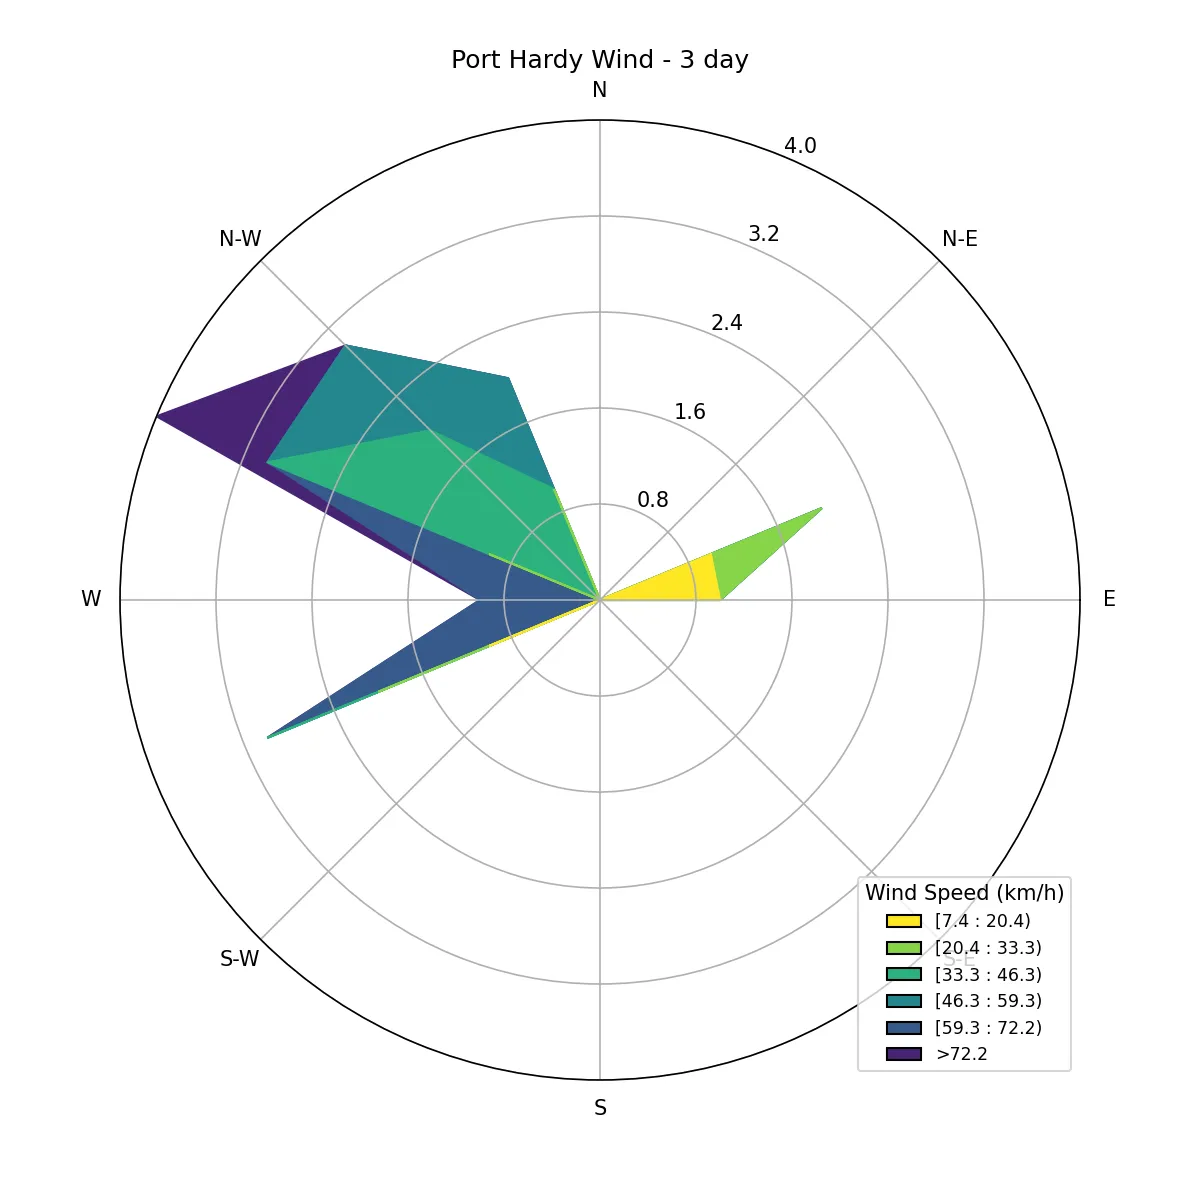 Port Hardy Wind - 3 day
N
4.0
N-W
3.2
N-E
2.4
1.6
0.8
W
E
Wind Speed (km/h)
[7.4 : 20.4)
[20.4 : 33.3)
S-W
S-E
[33.3 : 46.3)
[46.3 : 59.3)
[59.3 : 72.2)
>72.2
S